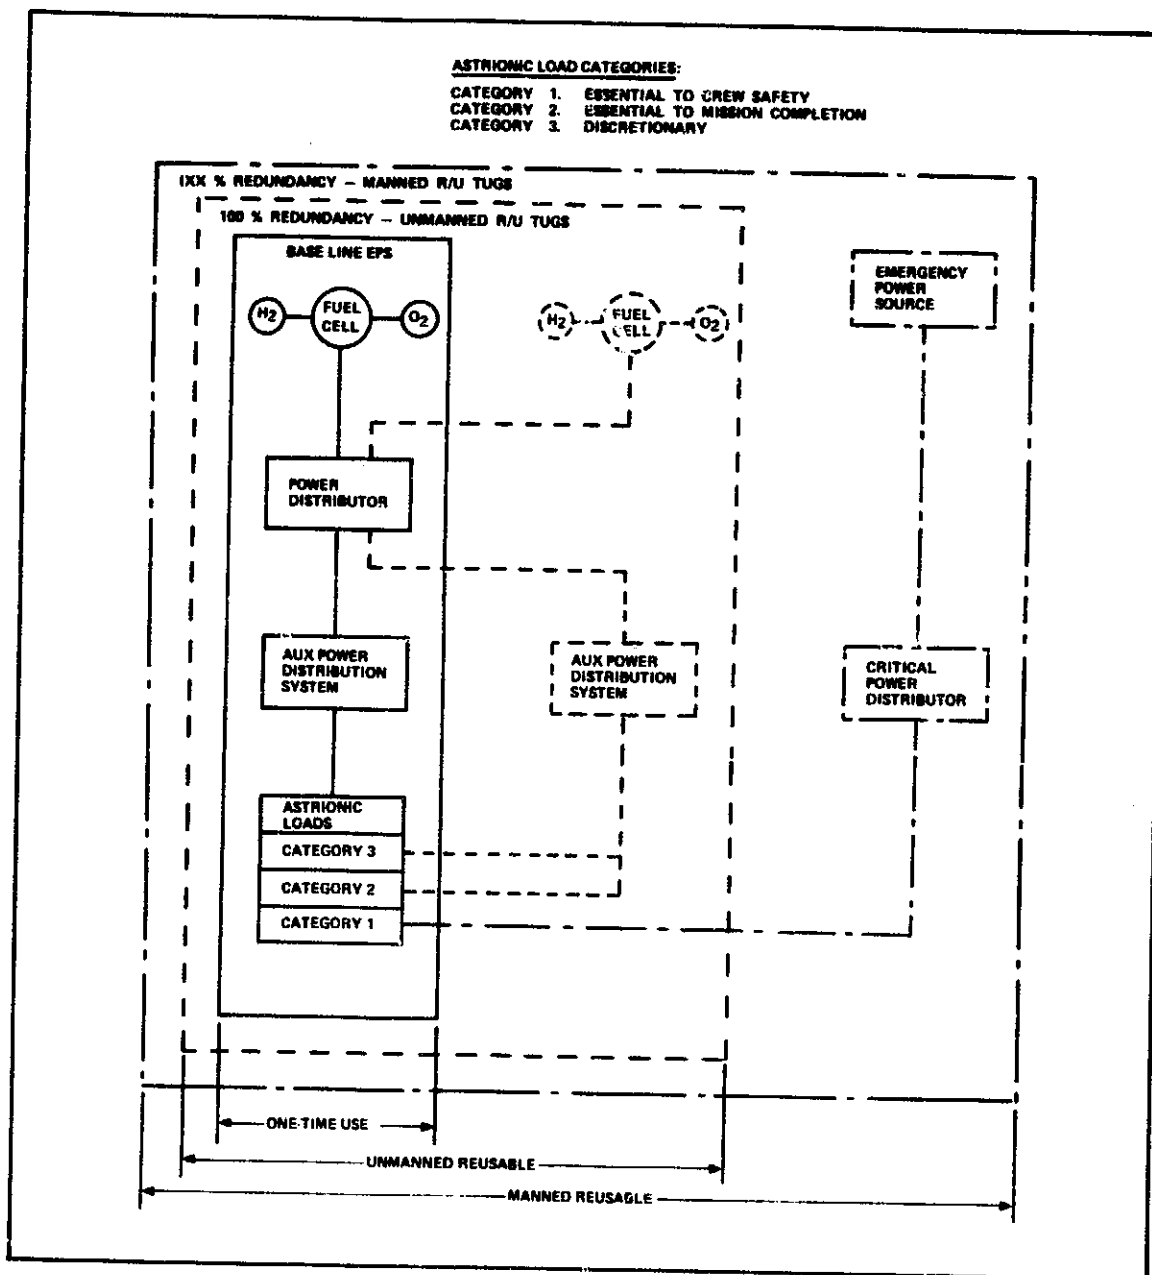 ASTRIONIC LOAD CATEGORIES:
CATEGORY 1. ESSENTIAL TO CREW SAFETY
CATEGORY 2. ESSENTIAL TO MISSION COMPLETION
CATEGORY 3. DISCRETIONARY
1XX % REDUNDANCY – MANNED R/U TUGS
100 % REDUNDANCY – UNMANNED R/U TUGS
BASE LINE EPS
H2
FUEL
CELL
O2
H2
FUEL
CELL
O2
EMERGENCY
POWER
SOURCE
POWER
DISTRIBUTOR
AUX POWER
DISTRIBUTION
SYSTEM
AUX POWER
DISTRIBUTION
SYSTEM
CRITICAL
POWER
DISTRIBUTOR
ASTRIONIC
LOADS
CATEGORY 3
CATEGORY 2
CATEGORY 1
ONE-TIME USE
UNMANNED REUSABLE
MANNED REUSABLE